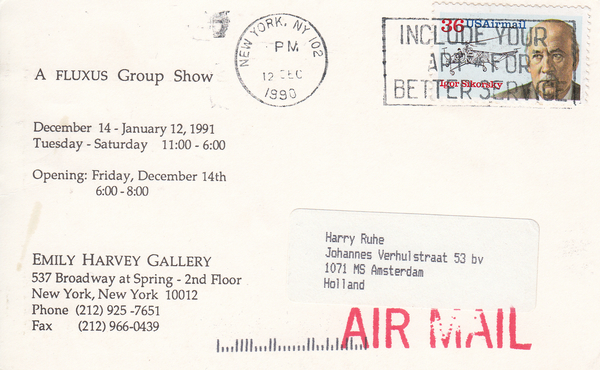 A FLUXUS Group Show
December 14 - January 12, 1991
Tuesday - Saturday 11:00 - 6:00
Opening: Friday, December 14th
6:00 - 8:00
EMILY HARVEY GALLERY
537 Broadway at Spring - 2nd Floor
New York, New York 10012
Phone (212) 925 -7651
Fax (212) 966-0439
NEW YORK, NY 102
PM
12 DEC
1990
INCLUDE YOUR
APT# FOR
BETTER SERVICE
36 USAirmail
Igor Sikorsky
Harry Ruhe
Johannes Verhulstraat 53 bv
1071 MS Amsterdam
Holland
AIR MAIL